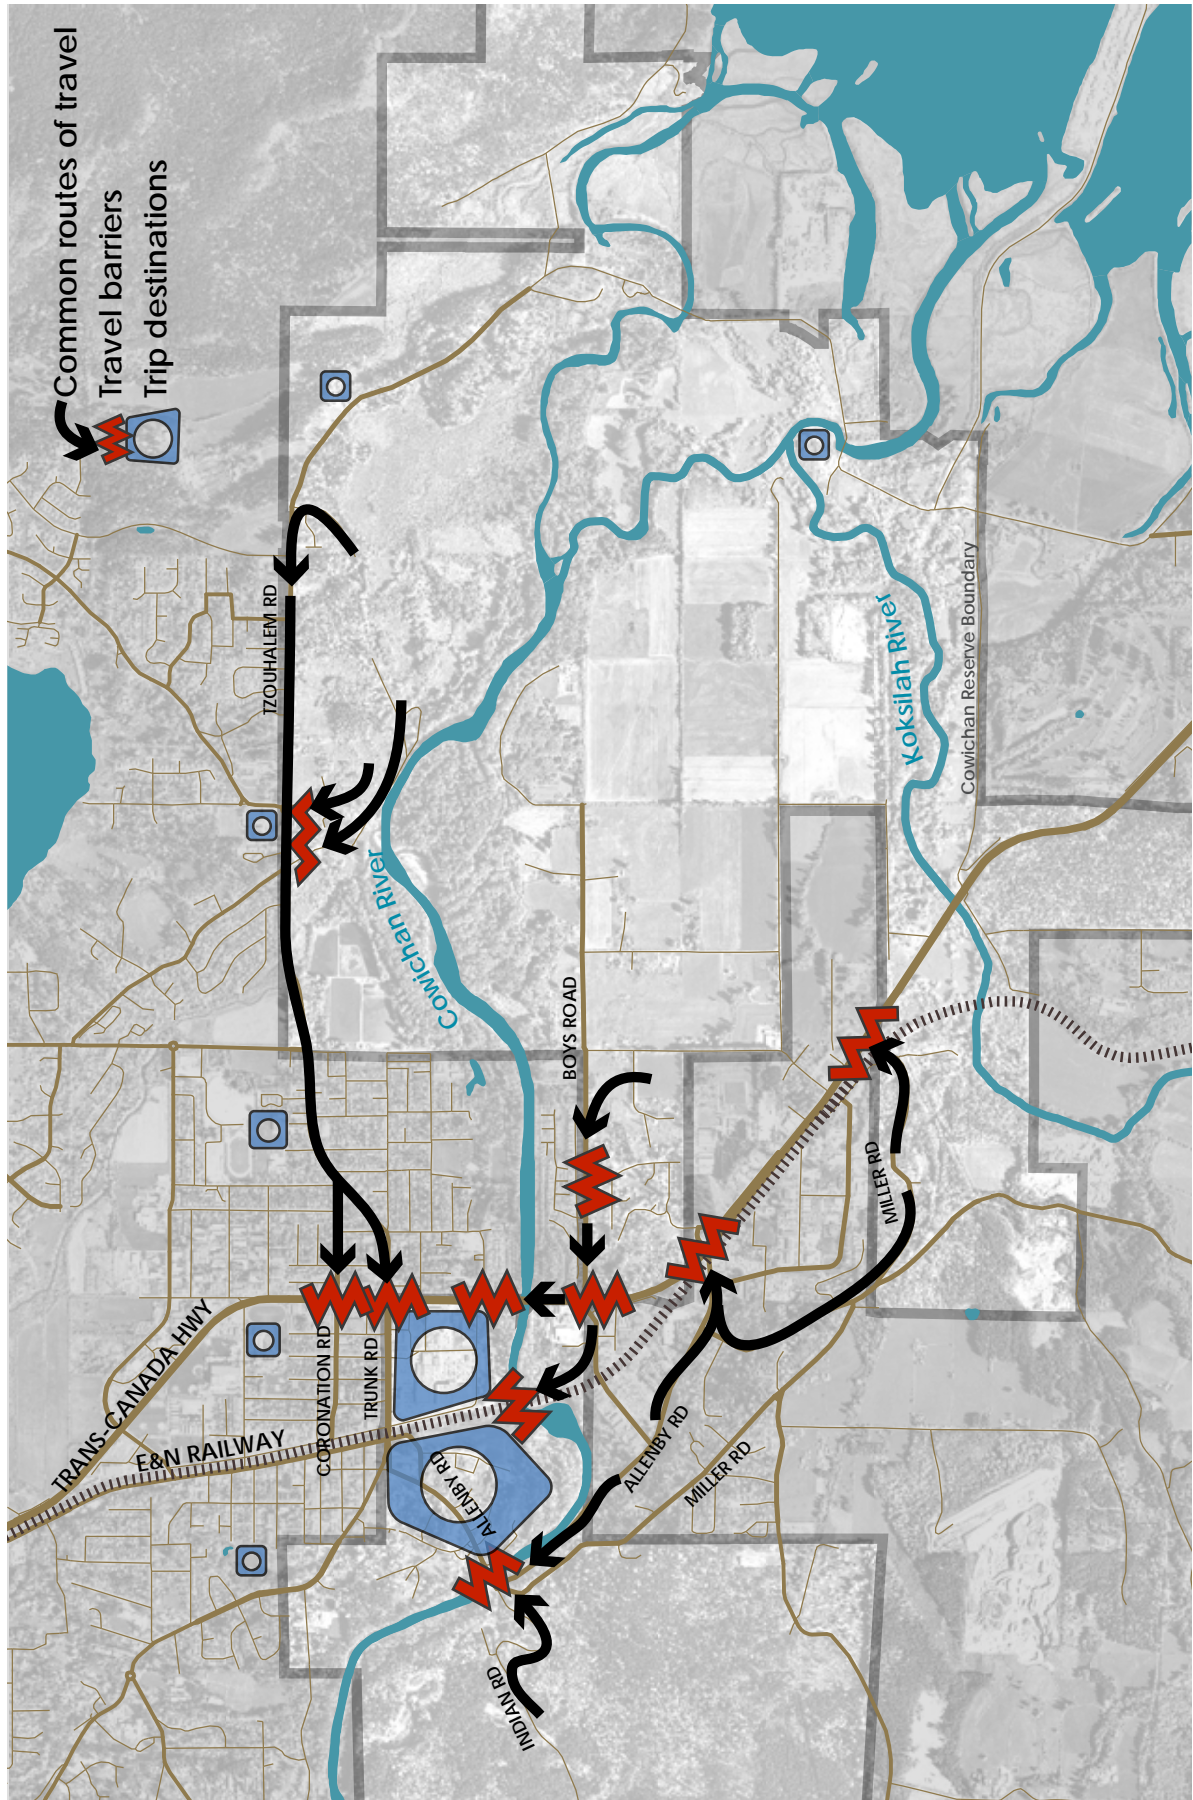 Common routes of travel
Travel barriers
Trip destinations
TZOUHALEM RD
Cowichan River
Koksilah River
Cowichan Reserve Boundary
BOYS ROAD
MILLER RD
TRANS-CANADA HWY
E&N RAILWAY
CORONATION RD
TRUNK RD
ALLENBY RD
ALLENBY RD
MILLER RD
INDIAN RD